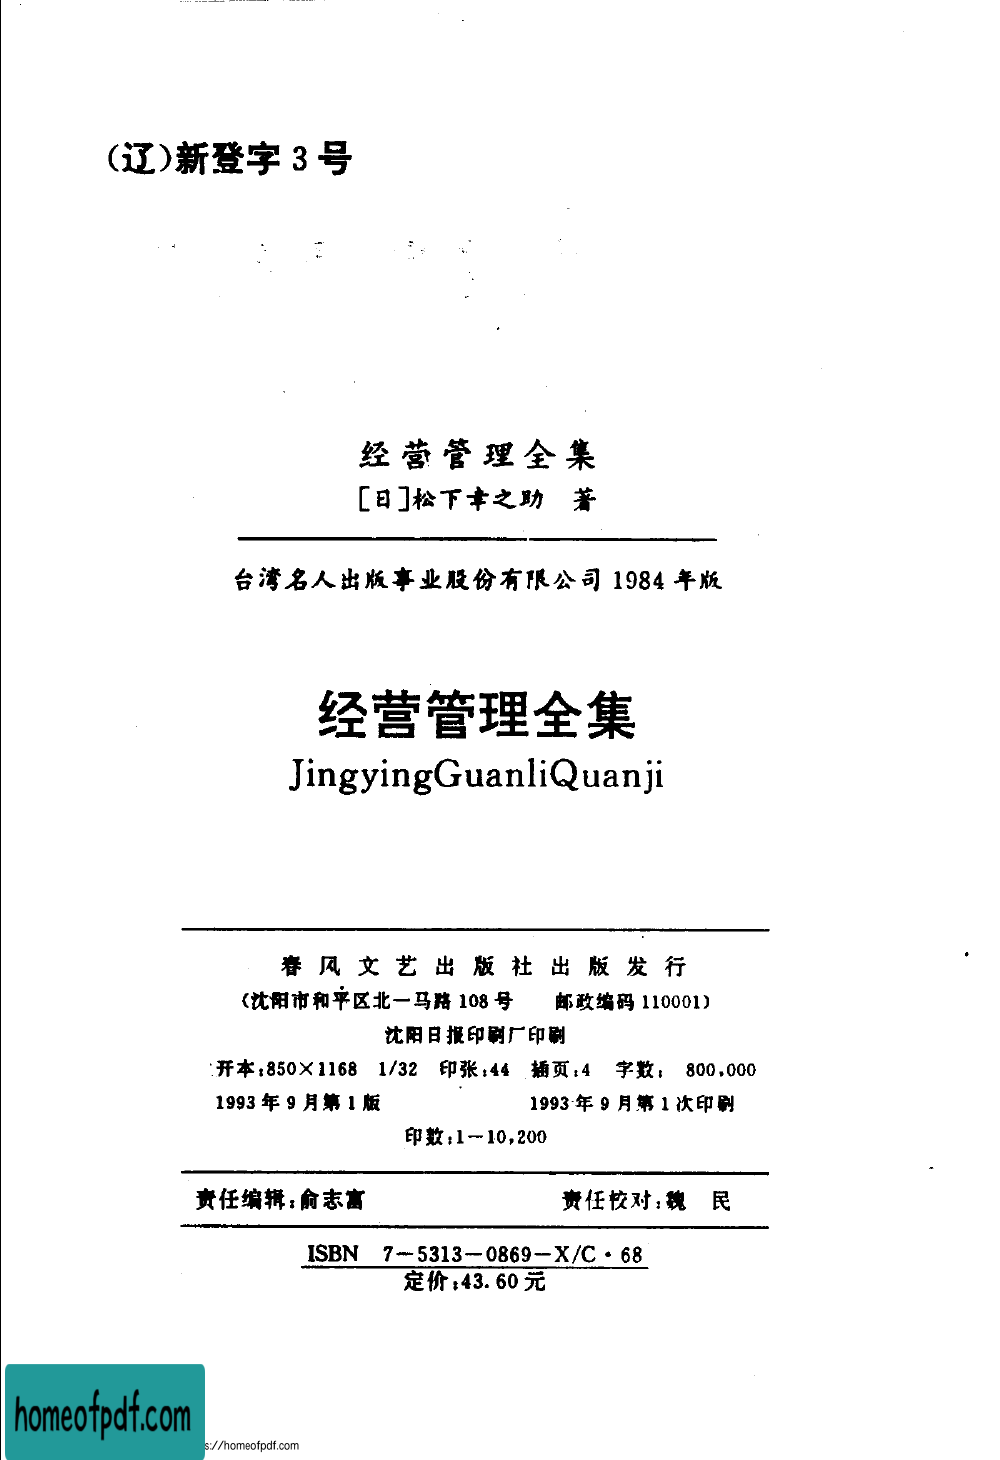 (辽)新登字 3 号
经营管理全集
[日]松下幸之助 著
台湾名人出版事业股份有限公司 1984 年版
经营管理全集
JingyingGuanliQuanji
春风文艺出版社出版发行
(沈阳市和平区北一马路 108 号 邮政编码 110001)
沈阳日报印刷厂印刷
开本:850×1168 1/32 印张:44 插页:4 字数: 800,000
1993 年 9 月第 1 版 1993 年 9 月第 1 次印刷
印数:1—10,200
责任编辑:俞志富 责任校对:魏 民
ISBN 7—5313—0869—X/C·68
定价:43.60 元
homeofpdf.com
s://homeofpdf.com